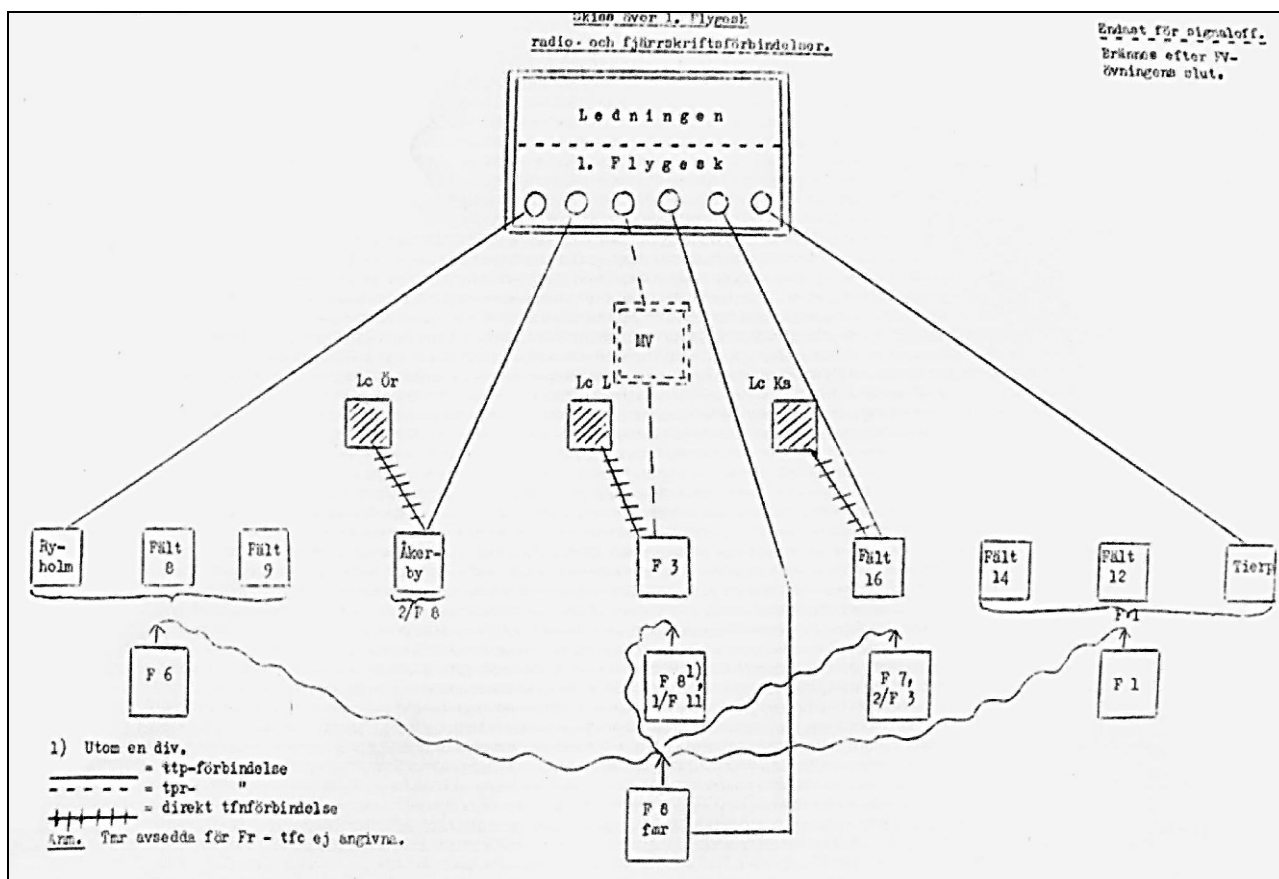 Skiss över 1. Flygesk
radio- och fjärrskriftsförbindelser.
Endast för signaloff.
Brännes efter FV-
övningens slut.
Ledningen
1. Flygesk
MV
Lc Ör
Lc L
Lc Ks
Ry-
holm
Fält
8
Fält
9
Åker-
by
F 3
Fält
16
Fält
14
Fält
12
Tierp
2/F 8
F 1
F 6
F 8 1),
1/F 11
F 7,
2/F 3
F 1
1) Utom en div.
= ttp-förbindelse
= tpr- "
= direkt tfnförbindelse
Anm. Tmr avsedda för Fr - tfc ej angivna.
F 8
fmr